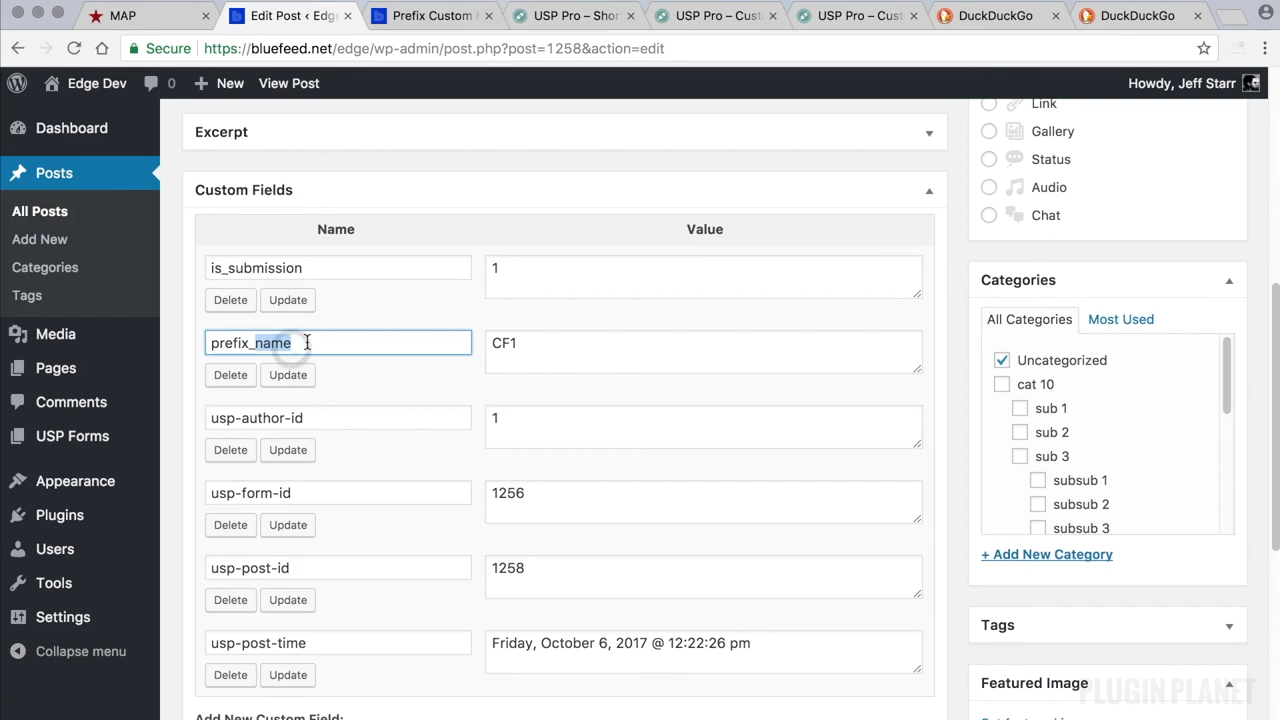 MAP
Edit Post ‹ Edge
Prefix Custom F
USP Pro – Shor
USP Pro – Cust
USP Pro – Cust
DuckDuckGo
DuckDuckGo
Secure https://bluefeed.net/edge/wp-admin/post.php?post=1258&action=edit
Edge Dev 0 New View Post Howdy, Jeff Starr
Dashboard
Posts
All Posts
Add New
Categories
Tags
Media
Pages
Comments
USP Forms
Appearance
Plugins
Users
Tools
Settings
Collapse menu
Excerpt
Custom Fields
Name Value
is_submission 1
Delete Update
prefix_name CF1
Delete Update
usp-author-id 1
Delete Update
usp-form-id 1256
Delete Update
usp-post-id 1258
Delete Update
usp-post-time Friday, October 6, 2017 @ 12:22:26 pm
Delete Update
Add New Custom Field:
Link
Gallery
Status
Audio
Chat
Categories
All Categories Most Used
Uncategorized
cat 10
sub 1
sub 2
sub 3
subsub 1
subsub 2
subsub 3
+ Add New Category
Tags
Featured Image
PLUGIN PLANET